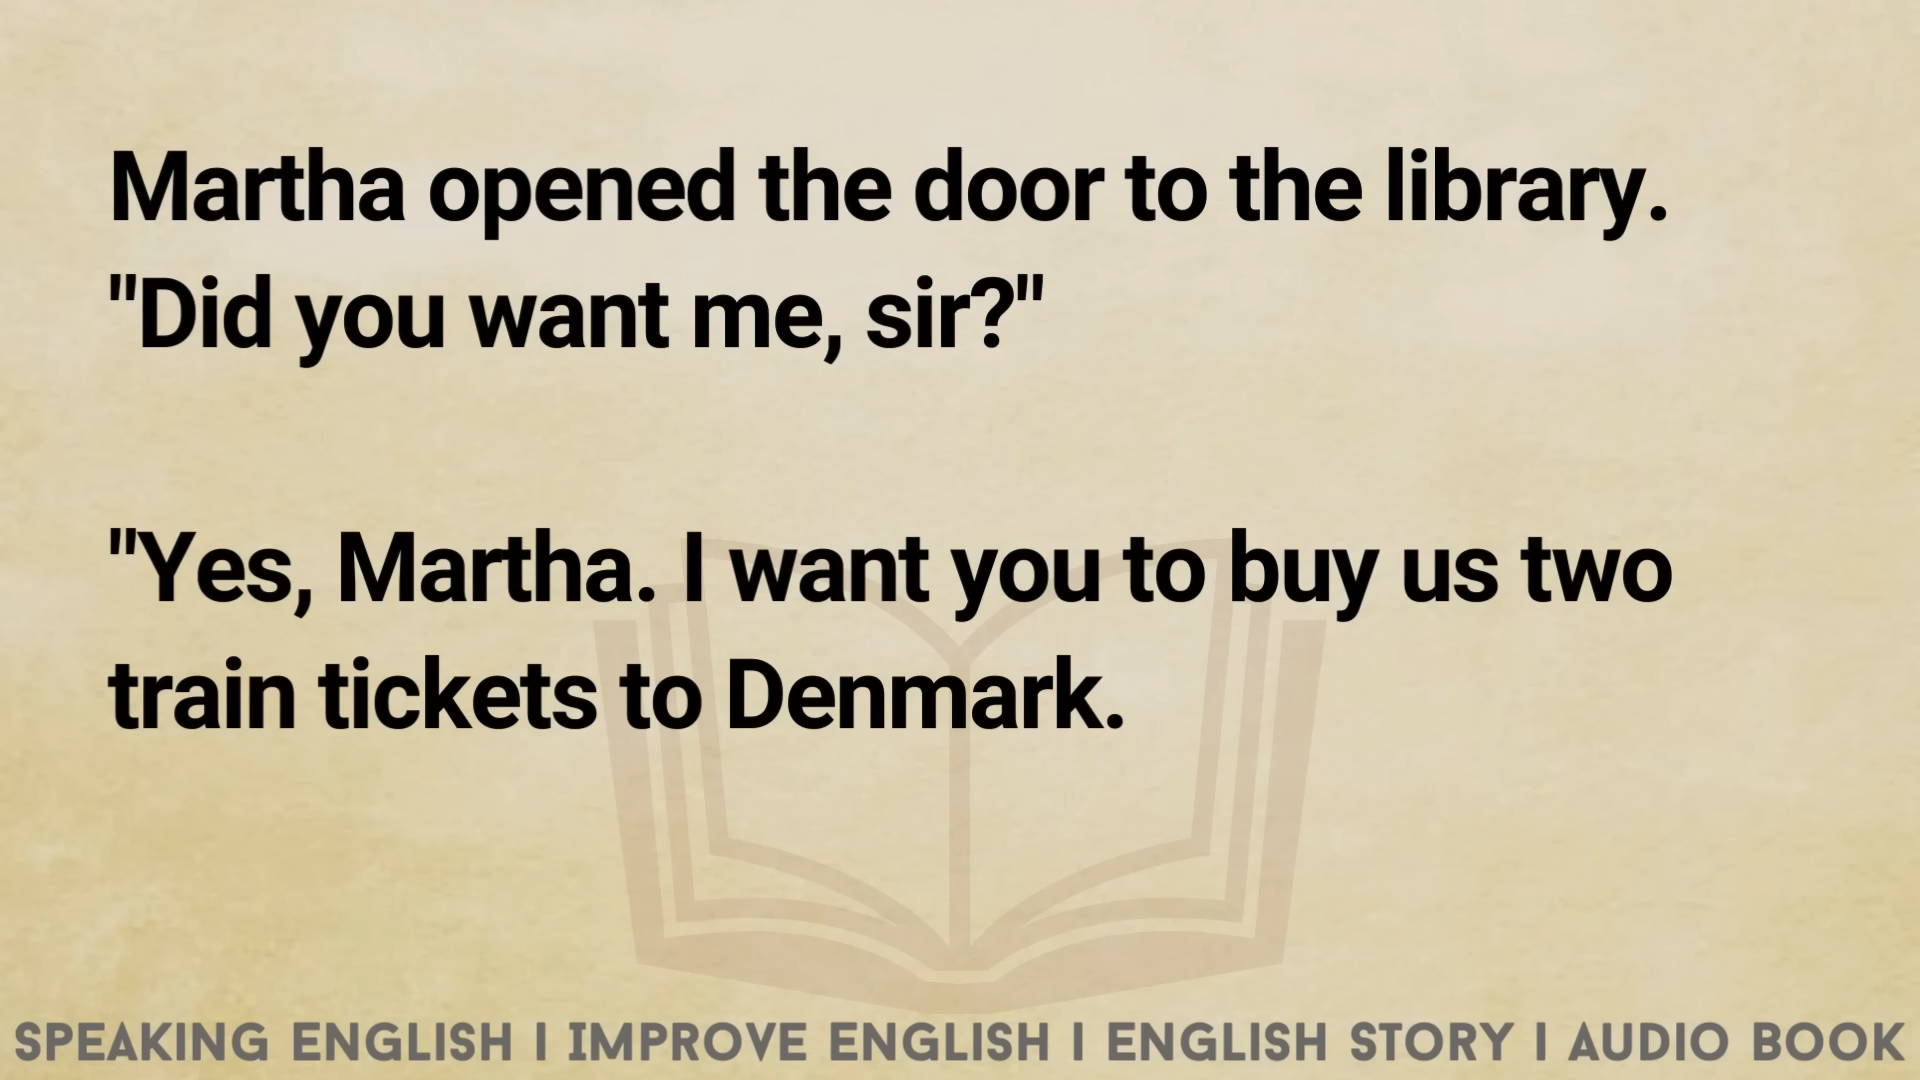 Martha opened the door to the library.
"Did you want me, sir?"
"Yes, Martha. I want you to buy us two
train tickets to Denmark.
SPEAKING ENGLISH I IMPROVE ENGLISH I ENGLISH STORY I AUDIO BOOK